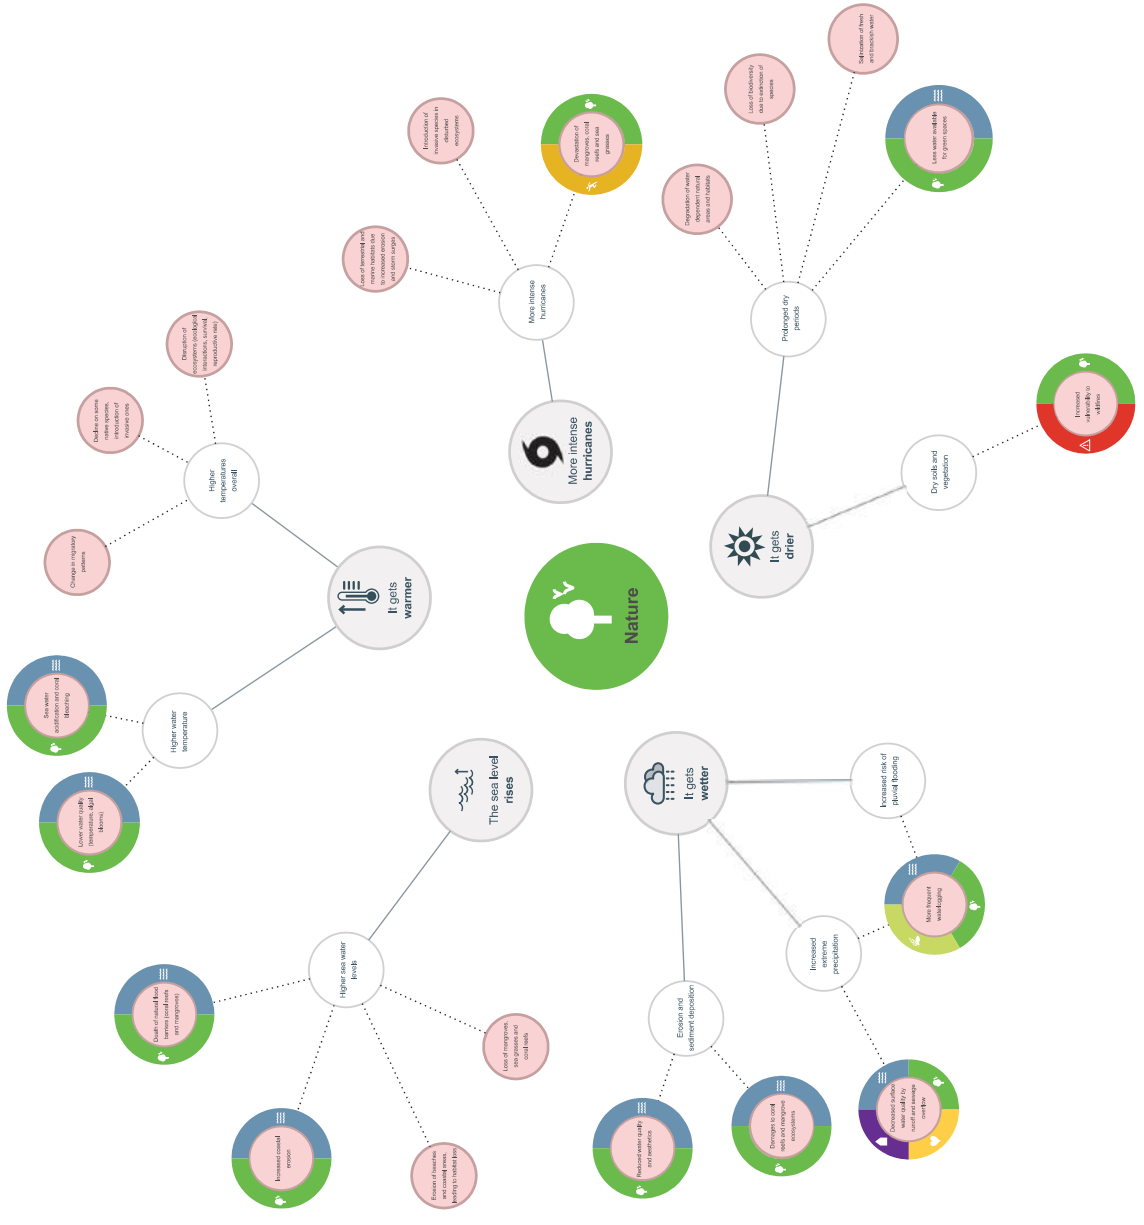 Nature
It gets
warmer
Higher water
temperature
Lower water quality
(temperature, algal
blooms)
Sea water
acidification and coral
bleaching
Higher
temperatures
overall
Change in migratory
patterns
Decline on some
native species,
introduction of
invasive ones
Disruption of
ecosystems (ecological
interactions, survival,
reproductive rate)
More intense
hurricanes
More intense
hurricanes
Loss of terrestrial and
marine habitats due
to increased erosion
and storm surges
Introduction of
invasive species in
disturbed
ecosystems
Devastation of
mangroves, coral
reefs and sea
grasses
It gets
drier
Prolonged dry
periods
Degradation of water
dependent natural
areas and habitats
Loss of biodiversity
due to extinction of
species
Salinization of fresh
and brackish water
Less water available
for green spaces
Dry soils and
vegetation
Increased
vulnerability to
wildfires
It gets
wetter
Increased risk of
pluvial flooding
More frequent
waterlogging
Increased
extreme
precipitation
Decreased surface
water quality by
runoff and sewage
overflow
Erosion and
sediment deposition
Damages to coral
reefs and mangrove
ecosystems
Reduced water quality
and aesthetics
The sea level
rises
Higher sea water
levels
Loss of mangroves,
sea grasses and
coral reefs
Erosion of beaches
and coastal areas,
leading to habitat loss
Increased coastal
erosion
Death of natural flood
barriers (coral reefs
and mangroves)